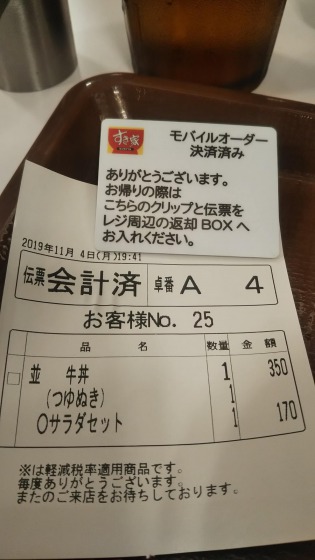 すき家
モバイルオーダー
決済済み
ありがとうございます。
お帰りの際は
こちらのクリップと伝票を
レジ周辺の返却BOXへ
お入れください。
2019年11月 4日(月)19:41
伝票 会計済 卓番 A 4
お客様No. 25
品 名 数量 金 額
並 牛丼 1 350
(つゆぬき) 1
○サラダセット 1 170
※は軽減税率適用商品です。
毎度ありがとうございます。
またのご来店をお待ちしております。